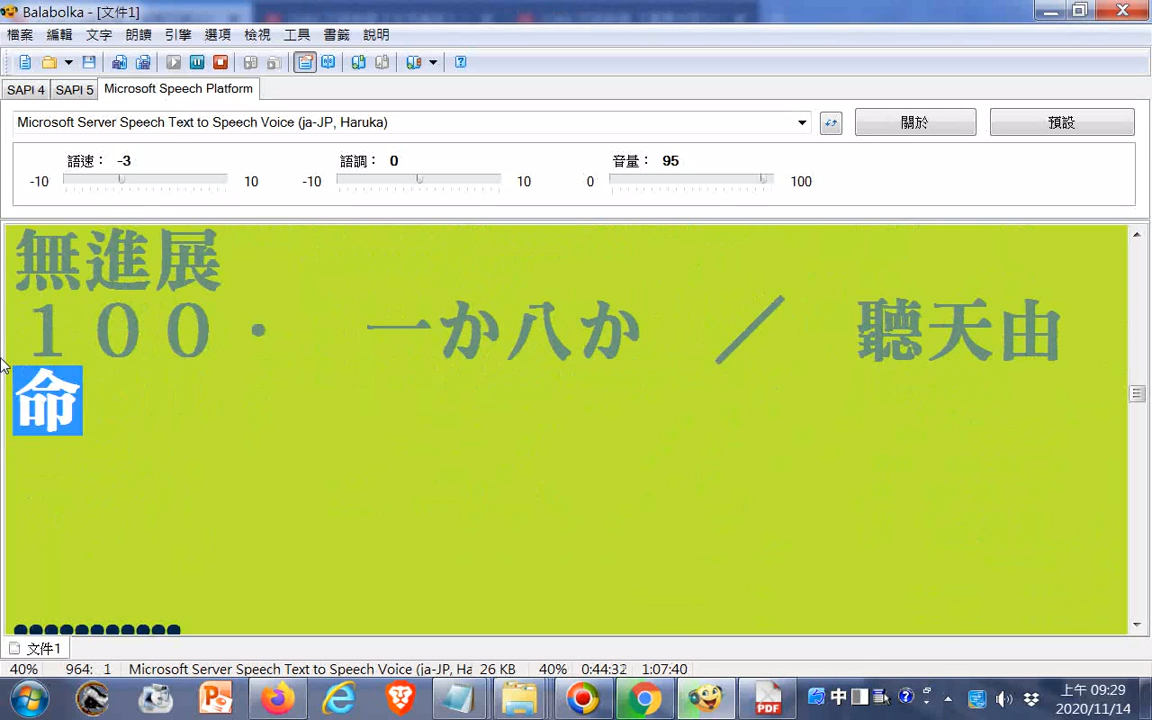 Balabolka - [文件1]
檔案 編輯 文字 朗讀 引擎 選項 檢視 工具 書籤 說明
SAPI 4 SAPI 5 Microsoft Speech Platform
Microsoft Server Speech Text to Speech Voice (ja-JP, Haruka) 關於 預設
語速： -3 語調： 0 音量： 95
-10 10 -10 10 0 100
無進展
１００・ 一か八か ／ 聽天由
命
文件1
40% 964: 1 Microsoft Server Speech Text to Speech Voice (ja-JP, Ha 26 KB 40% 0:44:32 1:07:40
中 上午 09:29
PDF 2020/11/14